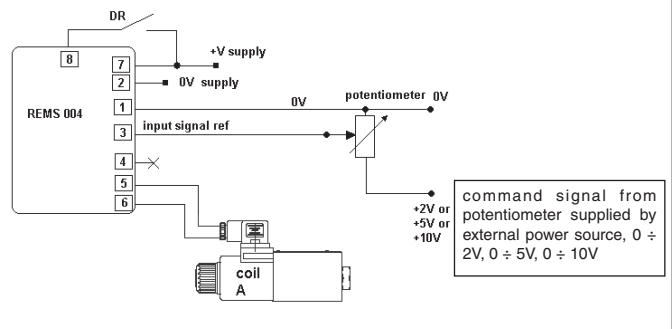 DR
8
+V supply
7
2
0V supply
REMS 004
1
0V
potentiometer 0V
3
input signal ref
4
5
6
+2V or
+5V or
+10V
command signal from
potentiometer supplied by
external power source, 0 ÷
2V, 0 ÷ 5V, 0 ÷ 10V
coil
A